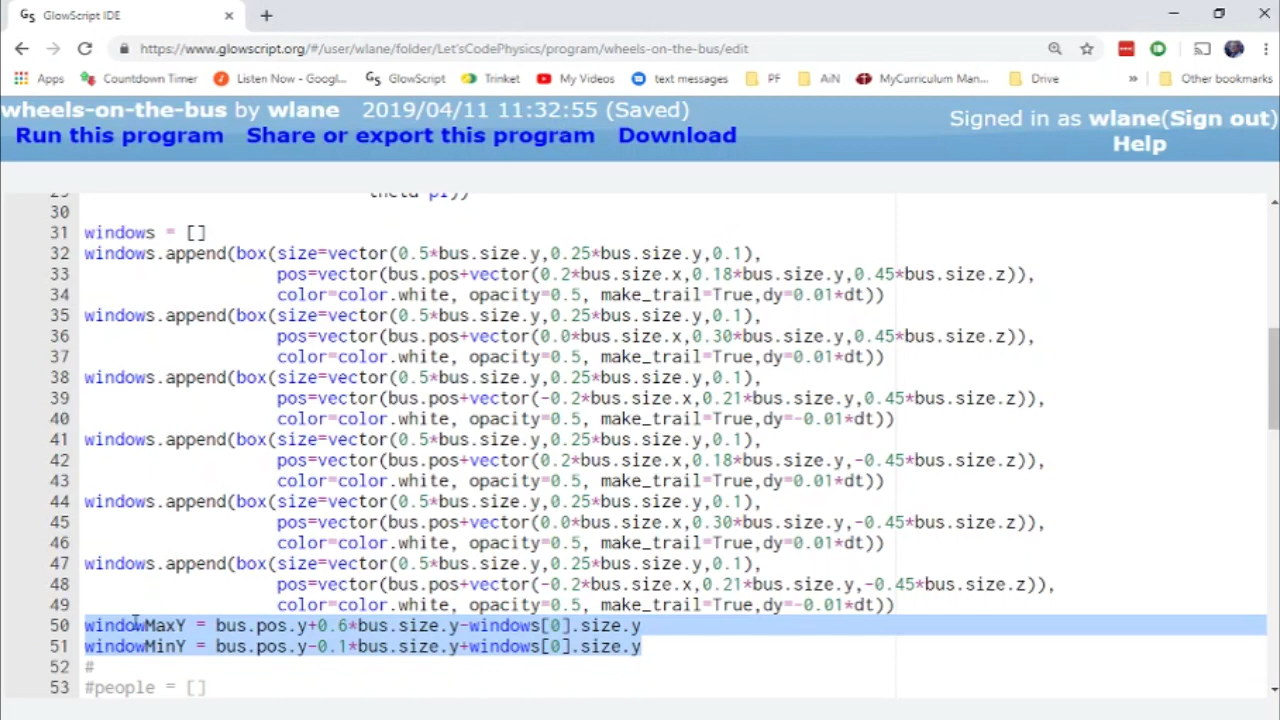 GlowScript IDE
https://www.glowscript.org/#/user/wlane/folder/Let'sCodePhysics/program/wheels-on-the-bus/edit
Apps Countdown Timer Listen Now - Googl... GlowScript Trinket My Videos text messages PF AiN MyCurriculum Man... Drive » Other bookmarks
wheels-on-the-bus by wlane 2019/04/11 11:32:55 (Saved)
Signed in as wlane(Sign out)
Run this program Share or export this program Download
Help
30
31 windows = []
32 windows.append(box(size=vector(0.5*bus.size.y,0.25*bus.size.y,0.1),
33 pos=vector(bus.pos+vector(0.2*bus.size.x,0.18*bus.size.y,0.45*bus.size.z)),
34 color=color.white, opacity=0.5, make_trail=True,dy=0.01*dt))
35 windows.append(box(size=vector(0.5*bus.size.y,0.25*bus.size.y,0.1),
36 pos=vector(bus.pos+vector(0.0*bus.size.x,0.30*bus.size.y,0.45*bus.size.z)),
37 color=color.white, opacity=0.5, make_trail=True,dy=0.01*dt))
38 windows.append(box(size=vector(0.5*bus.size.y,0.25*bus.size.y,0.1),
39 pos=vector(bus.pos+vector(-0.2*bus.size.x,0.21*bus.size.y,0.45*bus.size.z)),
40 color=color.white, opacity=0.5, make_trail=True,dy=-0.01*dt))
41 windows.append(box(size=vector(0.5*bus.size.y,0.25*bus.size.y,0.1),
42 pos=vector(bus.pos+vector(0.2*bus.size.x,0.18*bus.size.y,-0.45*bus.size.z)),
43 color=color.white, opacity=0.5, make_trail=True,dy=0.01*dt))
44 windows.append(box(size=vector(0.5*bus.size.y,0.25*bus.size.y,0.1),
45 pos=vector(bus.pos+vector(0.0*bus.size.x,0.30*bus.size.y,-0.45*bus.size.z)),
46 color=color.white, opacity=0.5, make_trail=True,dy=0.01*dt))
47 windows.append(box(size=vector(0.5*bus.size.y,0.25*bus.size.y,0.1),
48 pos=vector(bus.pos+vector(-0.2*bus.size.x,0.21*bus.size.y,-0.45*bus.size.z)),
49 color=color.white, opacity=0.5, make_trail=True,dy=-0.01*dt))
50 windowMaxY = bus.pos.y+0.6*bus.size.y-windows[0].size.y
51 windowMinY = bus.pos.y-0.1*bus.size.y+windows[0].size.y
52 #
53 #people = []